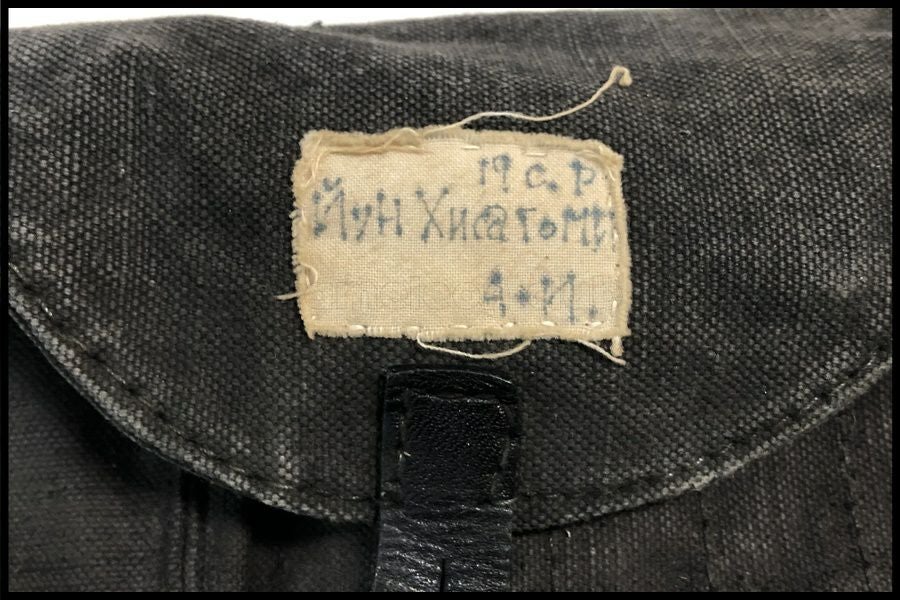 19 с. р
Йун Хисатоми
А. И.